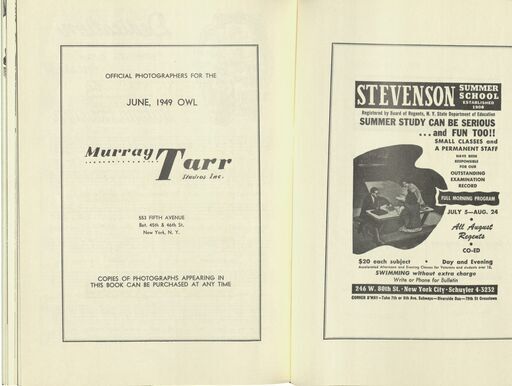 OFFICIAL PHOTOGRAPHERS FOR THE
JUNE, 1949 OWL
Murray Tarr
Studios Inc.
553 FIFTH AVENUE
Bet. 45th & 46th St.
New York, N. Y.
COPIES OF PHOTOGRAPHS APPEARING IN
THIS BOOK CAN BE PURCHASED AT ANY TIME
STEVENSON SUMMER
SCHOOL
ESTABLISHED
1908
Registered by Board of Regents, N. Y. State Department of Education
SUMMER STUDY CAN BE SERIOUS
...and FUN TOO!!
SMALL CLASSES and
A PERMANENT STAFF
HAVE BEEN
RESPONSIBLE
FOR OUR
OUTSTANDING
EXAMINATION
RECORD
FULL MORNING PROGRAM
JULY 5—AUG. 24
•
All August
Regents
•
CO-ED
$20 each subject • Day and Evening
Accelerated Afternoon and Evening Classes for Veterans and students over 18.
SWIMMING without extra charge
Write or Phone for Bulletin
246 W. 80th St. · New York City · Schuyler 4-3232
CORNER B'WAY—Take 7th or 8th Ave. Subways—Riverside Bus—79th St Crosstown